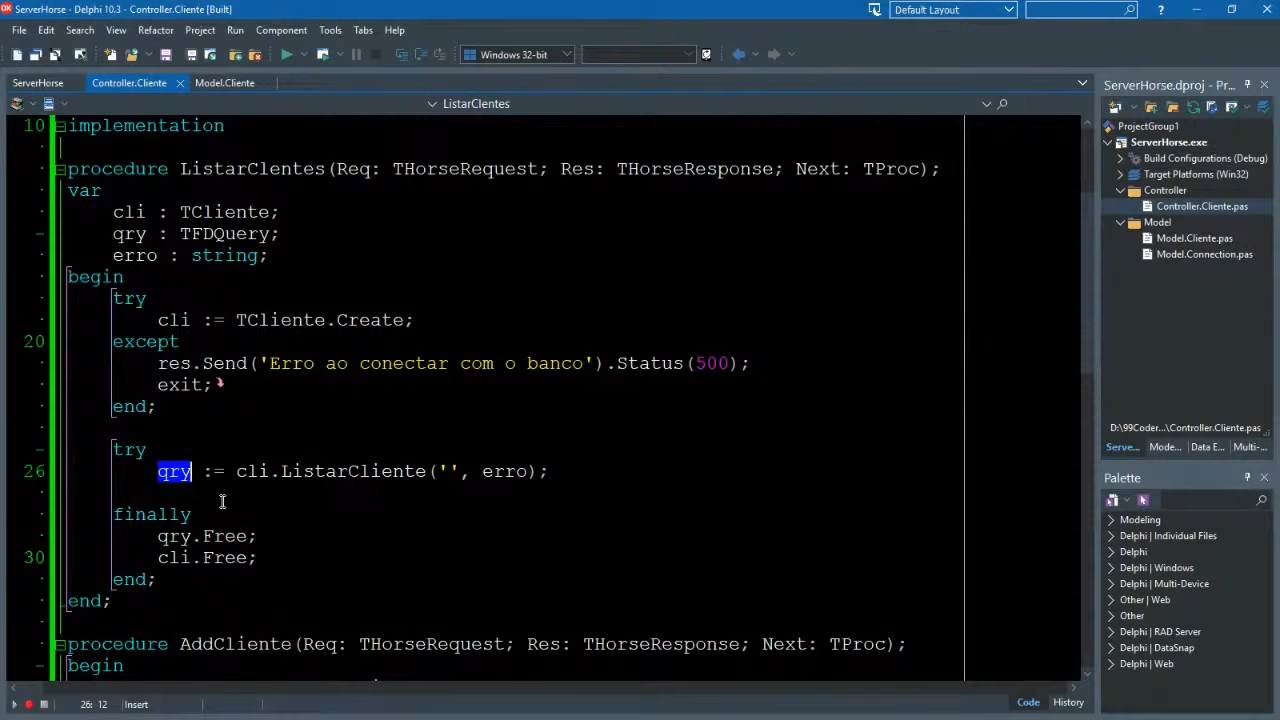 ServerHorse - Delphi 10.3 - Controller.Cliente [Built]
Default Layout
File Edit Search View Refactor Project Run Component Tools Tabs Help
Windows 32-bit
ServerHorse Controller.Cliente Model.Cliente
ListarClentes
10 implementation
procedure ListarClentes(Req: THorseRequest; Res: THorseResponse; Next: TProc);
var
cli : TCliente;
qry : TFDQuery;
erro : string;
begin
try
cli := TCliente.Create;
20 except
res.Send('Erro ao conectar com o banco').Status(500);
exit;
end;
try
26 qry := cli.ListarCliente('', erro);
finally
qry.Free;
30 cli.Free;
end;
end;
procedure AddCliente(Req: THorseRequest; Res: THorseResponse; Next: TProc);
begin
26: 12 Insert
Code History
ServerHorse.dproj - Pr...
ProjectGroup1
ServerHorse.exe
Build Configurations (Debug)
Target Platforms (Win32)
Controller
Controller.Cliente.pas
Model
Model.Cliente.pas
Model.Connection.pas
D:\99Coder...\Controller.Cliente.pas
Serve... Mode... Data E... Multi-...
Palette
Modeling
Delphi | Individual Files
Delphi
Delphi | Windows
Delphi | Multi-Device
Other | Web
Other
Delphi | RAD Server
Delphi | DataSnap
Delphi | Web